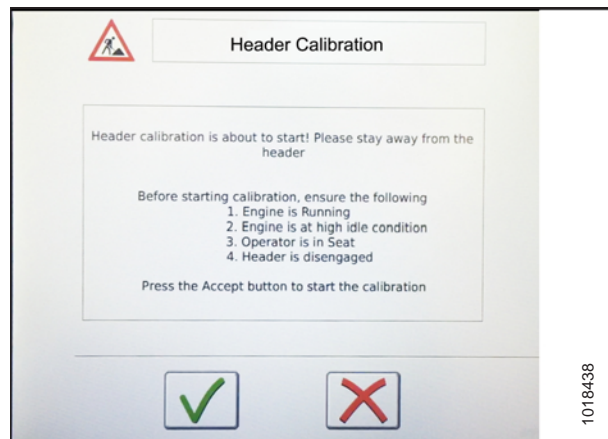 Header Calibration
Header calibration is about to start! Please stay away from the
header
Before starting calibration, ensure the following
1. Engine is Running
2. Engine is at high idle condition
3. Operator is in Seat
4. Header is disengaged
Press the Accept button to start the calibration
1018438